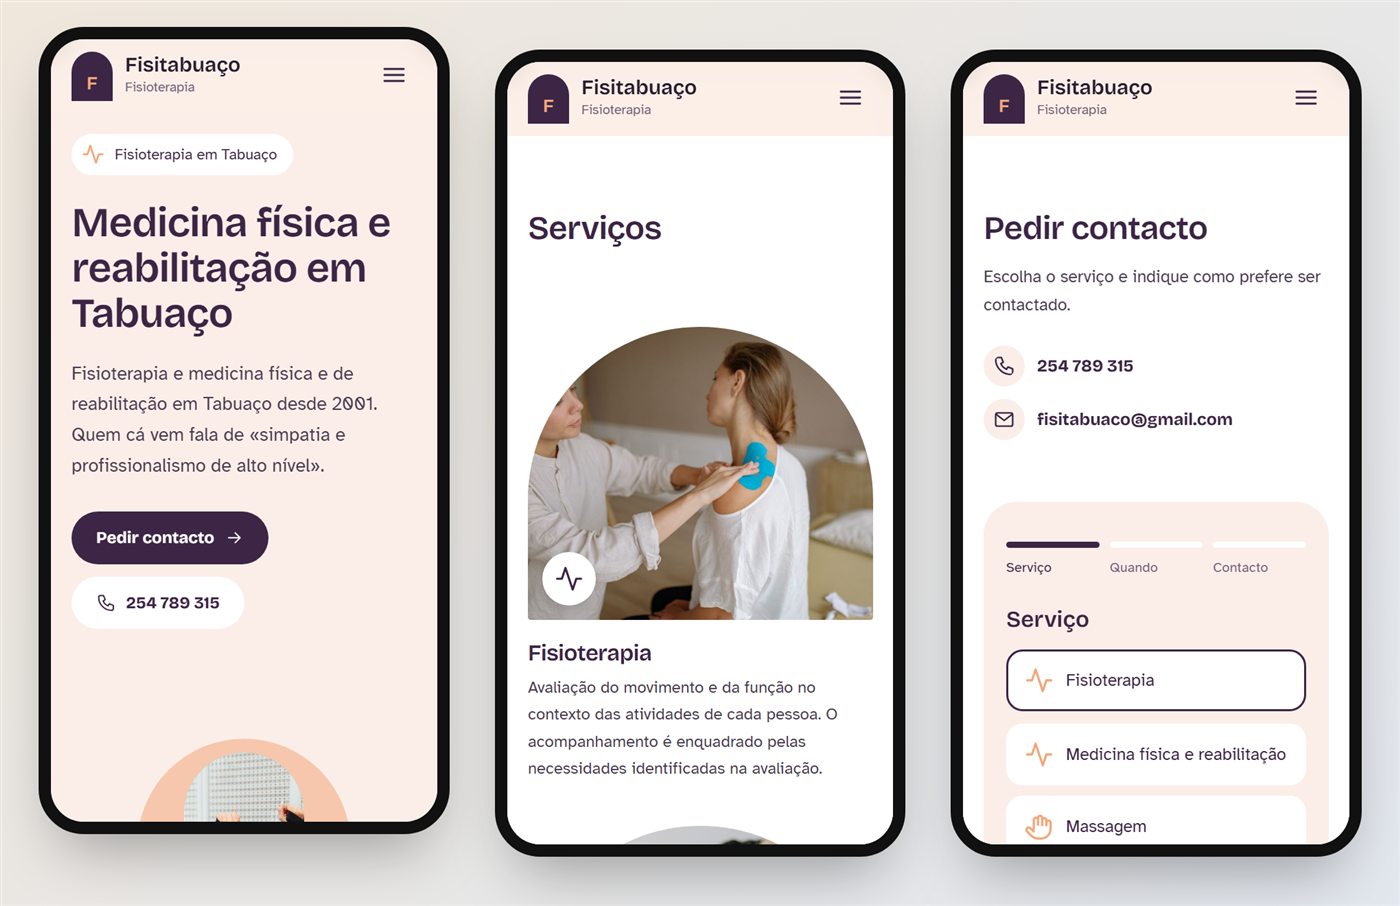 F
Fisitabuaço
Fisioterapia
Fisioterapia em Tabuaço
Medicina física e
reabilitação em
Tabuaço
Fisioterapia e medicina física e de
reabilitação em Tabuaço desde 2001.
Quem cá vem fala de «simpatia e
profissionalismo de alto nível».
Pedir contacto
254 789 315
F
Fisitabuaço
Fisioterapia
Serviços
Fisioterapia
Avaliação do movimento e da função no
contexto das atividades de cada pessoa. O
acompanhamento é enquadrado pelas
necessidades identificadas na avaliação.
F
Fisitabuaço
Fisioterapia
Pedir contacto
Escolha o serviço e indique como prefere ser
contactado.
254 789 315
fisitabuaco@gmail.com
Serviço
Quando
Contacto
Serviço
Fisioterapia
Medicina física e reabilitação
Massagem